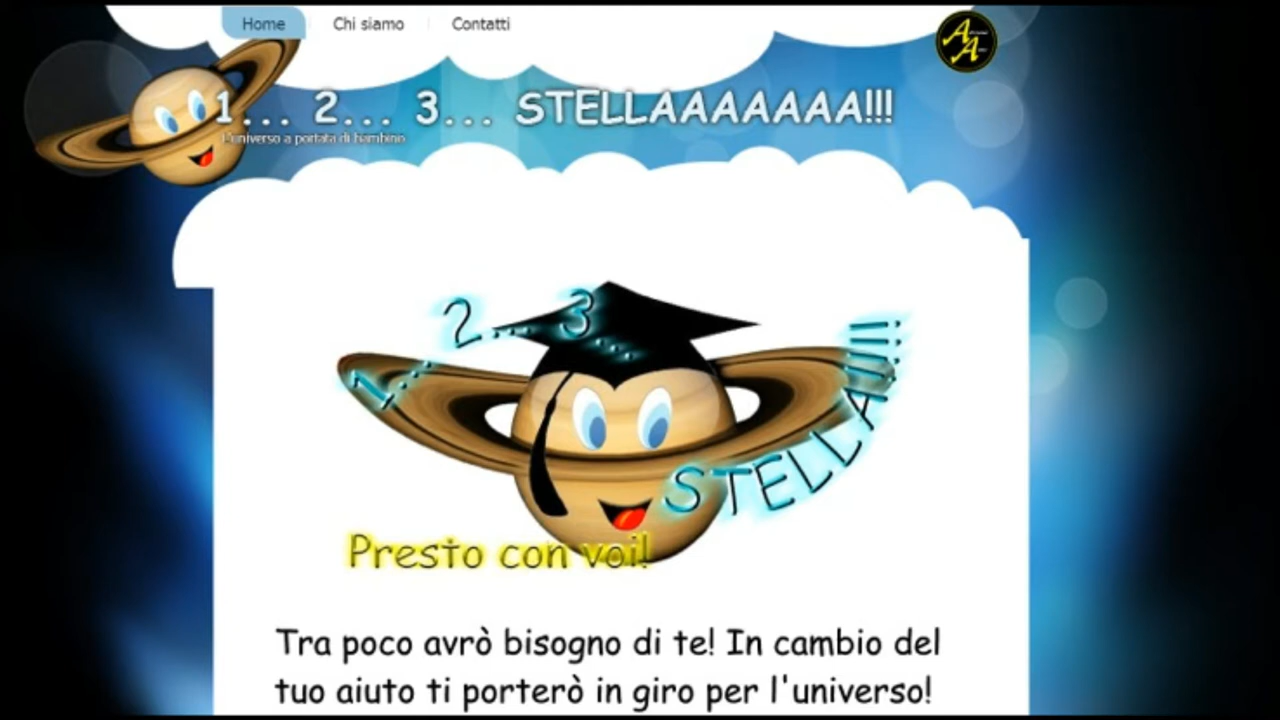 Home Chi siamo Contatti
A A
1... 2... 3... STELLAAAAAAA!!!
L'universo a portata di bambino
1... 2... 3... STELLA!!!!
Presto con voi!
Tra poco avrò bisogno di te! In cambio del
tuo aiuto ti porterò in giro per l'universo!